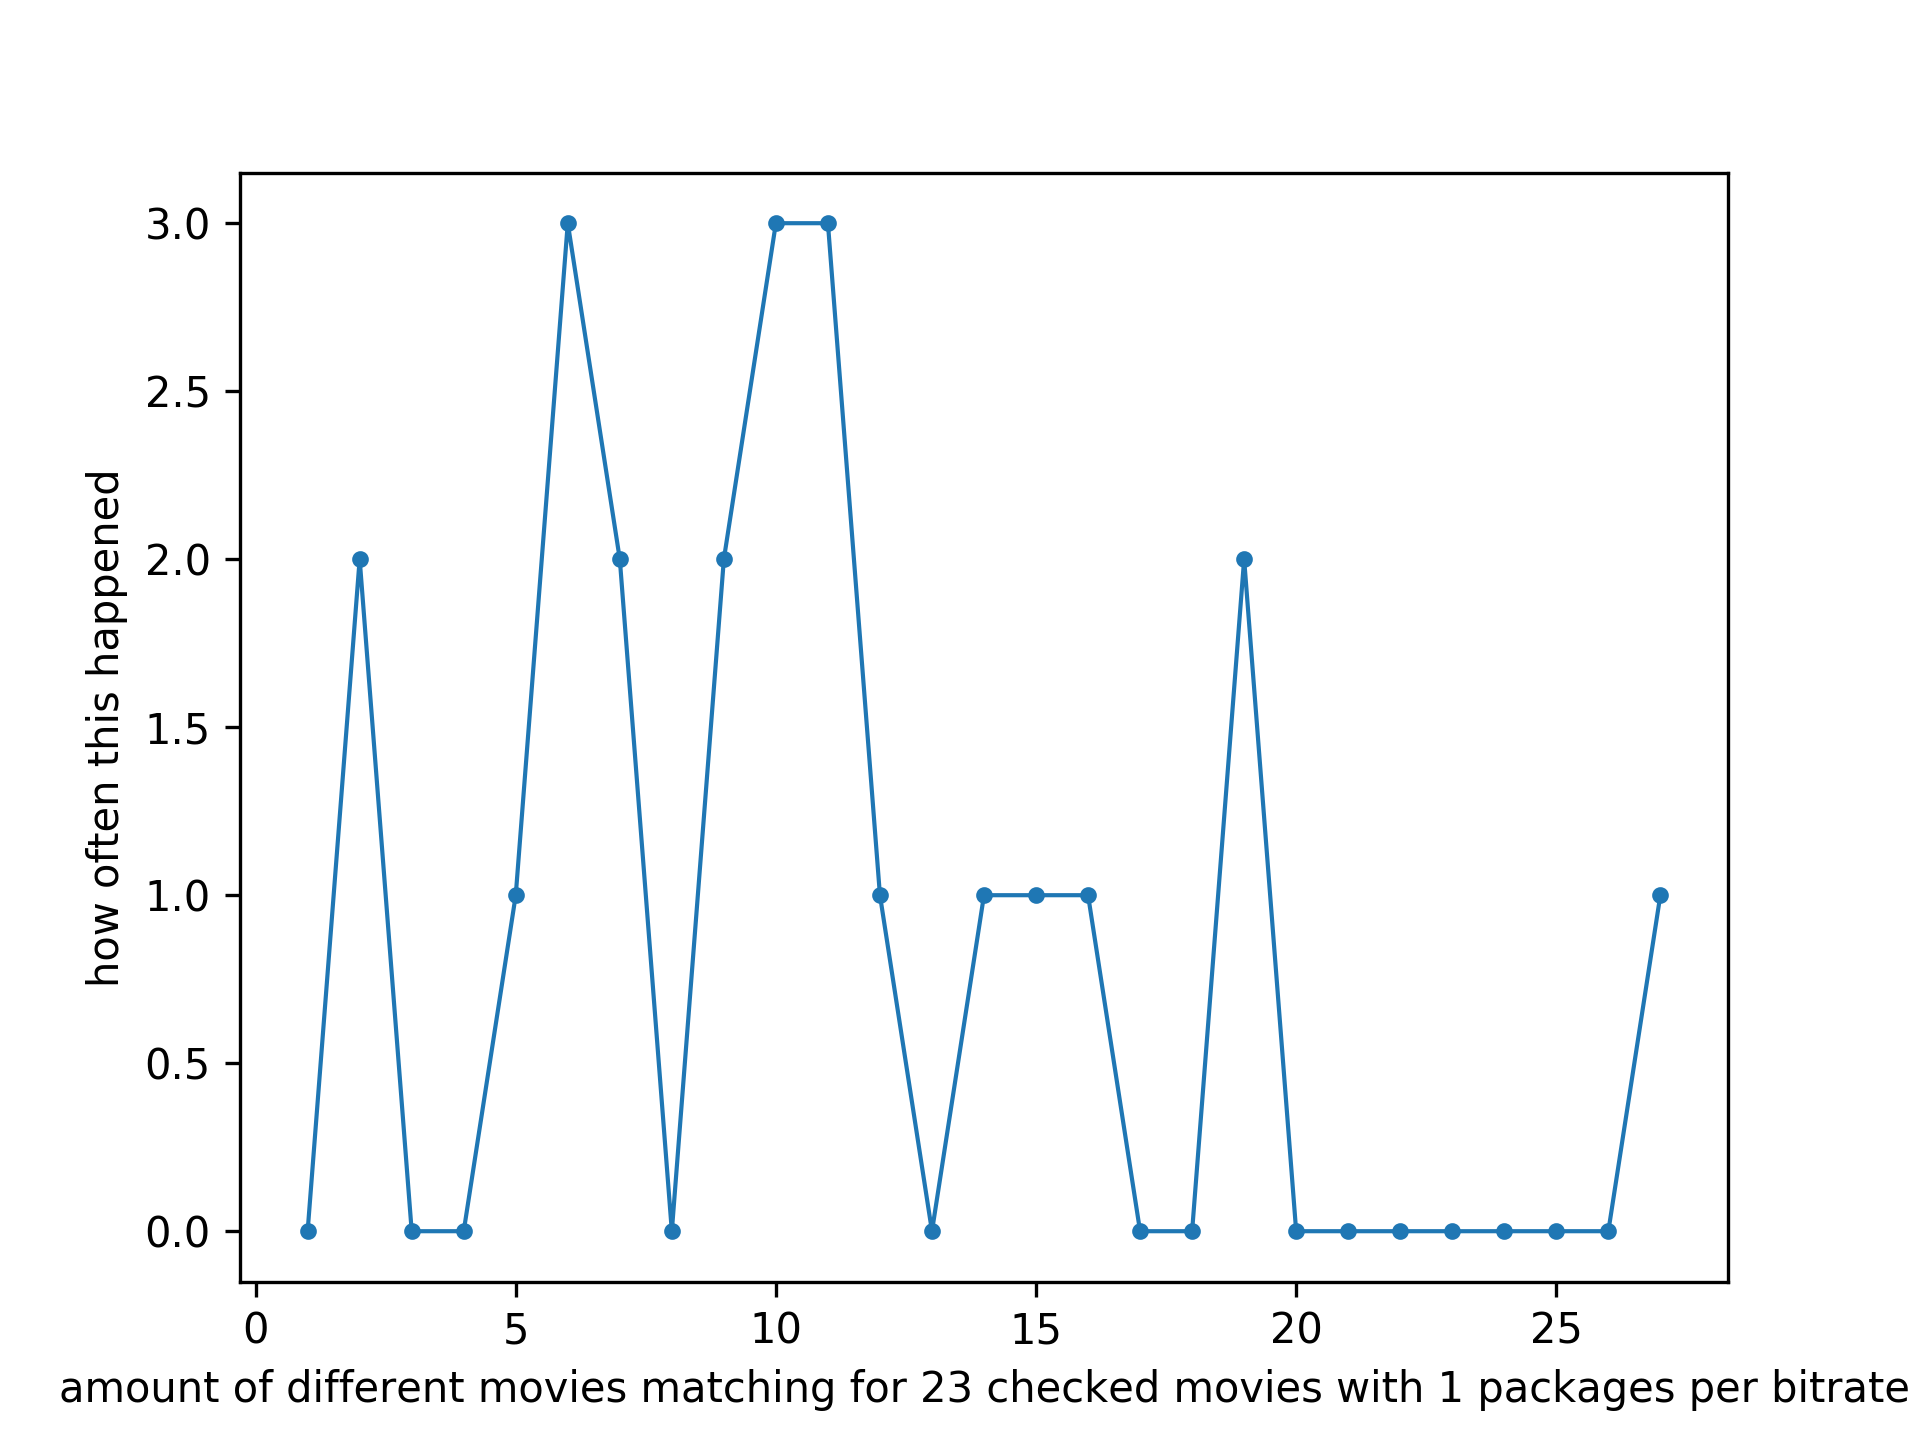 3.0
2.5
2.0
1.5
1.0
0.5
0.0
how often this happened
0 5 10 15 20 25
amount of different movies matching for 23 checked movies with 1 packages per bitrate